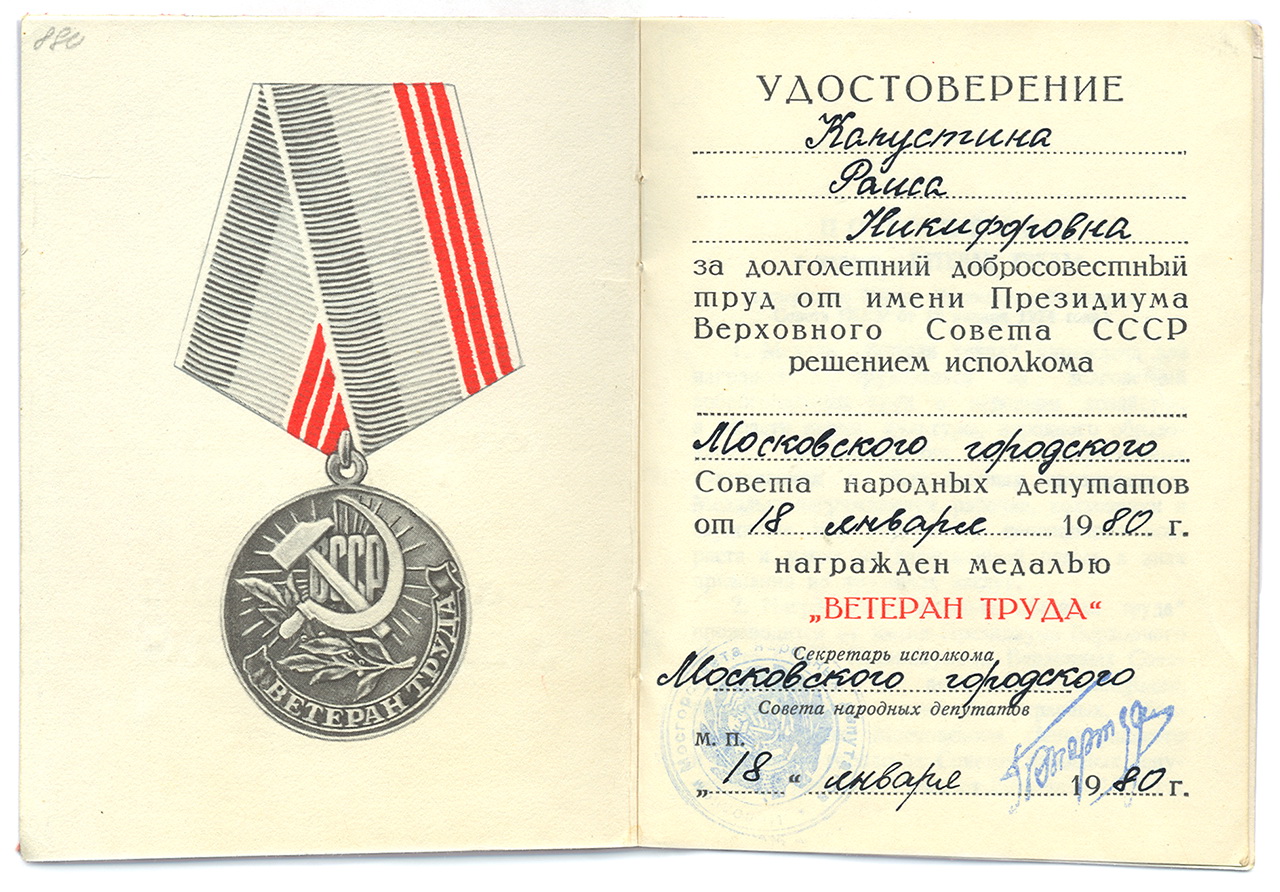 880
СССР
ВЕТЕРАН ТРУДА
УДОСТОВЕРЕНИЕ
Капустина
Раиса
Никифоровна
за долголетний добросовестный
труд от имени Президиума
Верховного Совета СССР
решением исполкома
Московского городского
Совета народных депутатов
от 18 января 1980 г.
награжден медалью
„ВЕТЕРАН ТРУДА“
Секретарь исполкома
Московского городского
Совета народных депутатов
М. П.
„ 18 “ января 1980 г.